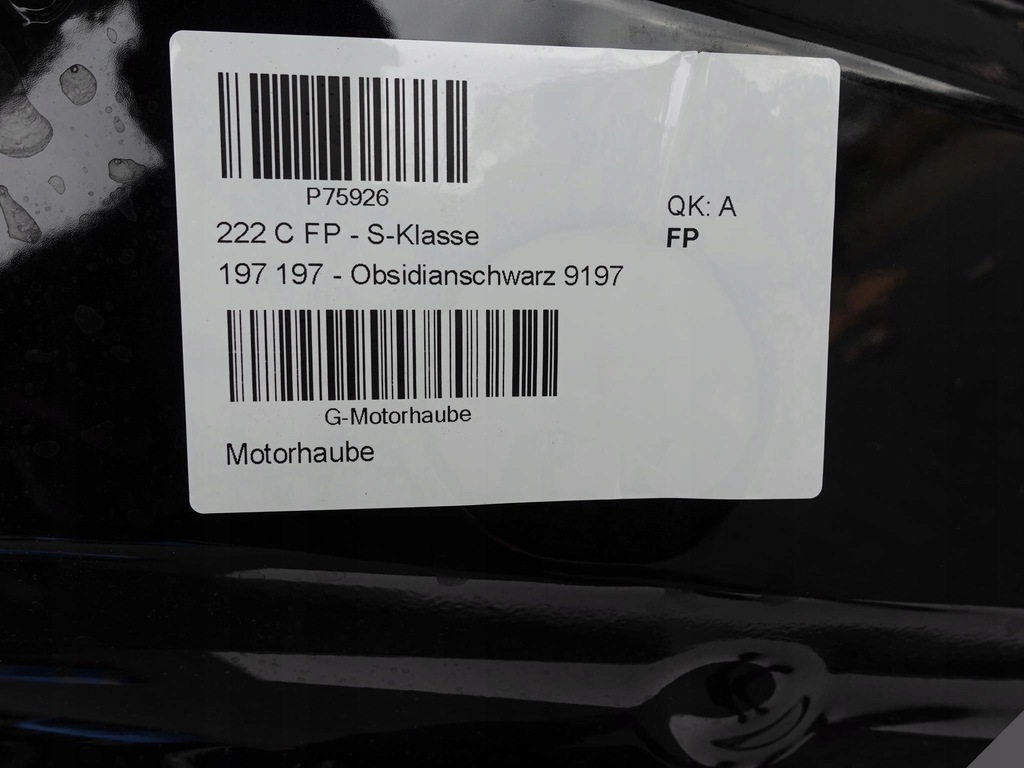 P75926
222 C FP - S-Klasse
QK: A
FP
197 197 - Obsidianschwarz 9197
G-Motorhaube
Motorhaube